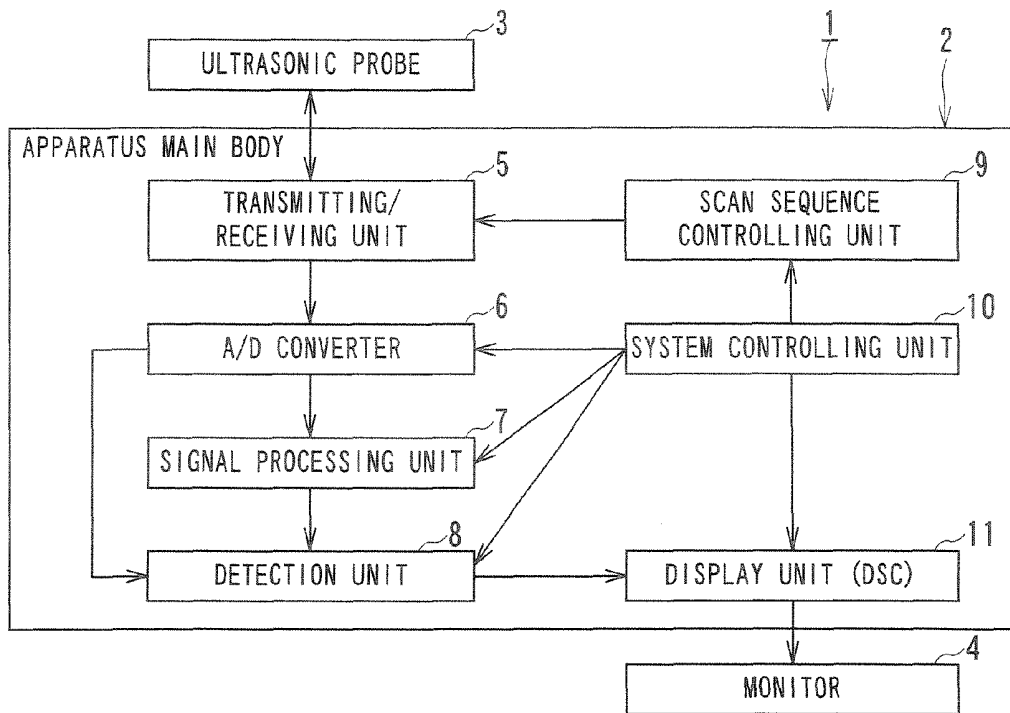 3
ULTRASONIC PROBE
1
2
APPARATUS MAIN BODY
5
TRANSMITTING/
RECEIVING UNIT
9
SCAN SEQUENCE
CONTROLLING UNIT
6
A/D CONVERTER
10
SYSTEM CONTROLLING UNIT
7
SIGNAL PROCESSING UNIT
8
DETECTION UNIT
11
DISPLAY UNIT (DSC)
4
MONITOR